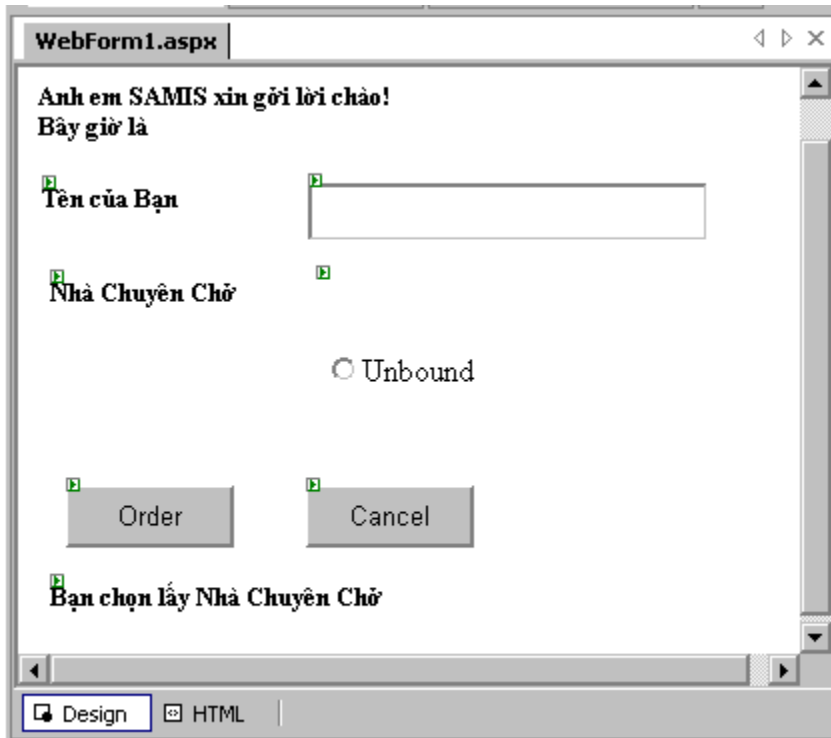 WebForm1.aspx
Anh em SAMIS xin gởi lời chào!
Bây giờ là
Tên của Bạn
Nhà Chuyên Chở
Unbound
Order Cancel
Bạn chọn lấy Nhà Chuyên Chở
Design HTML